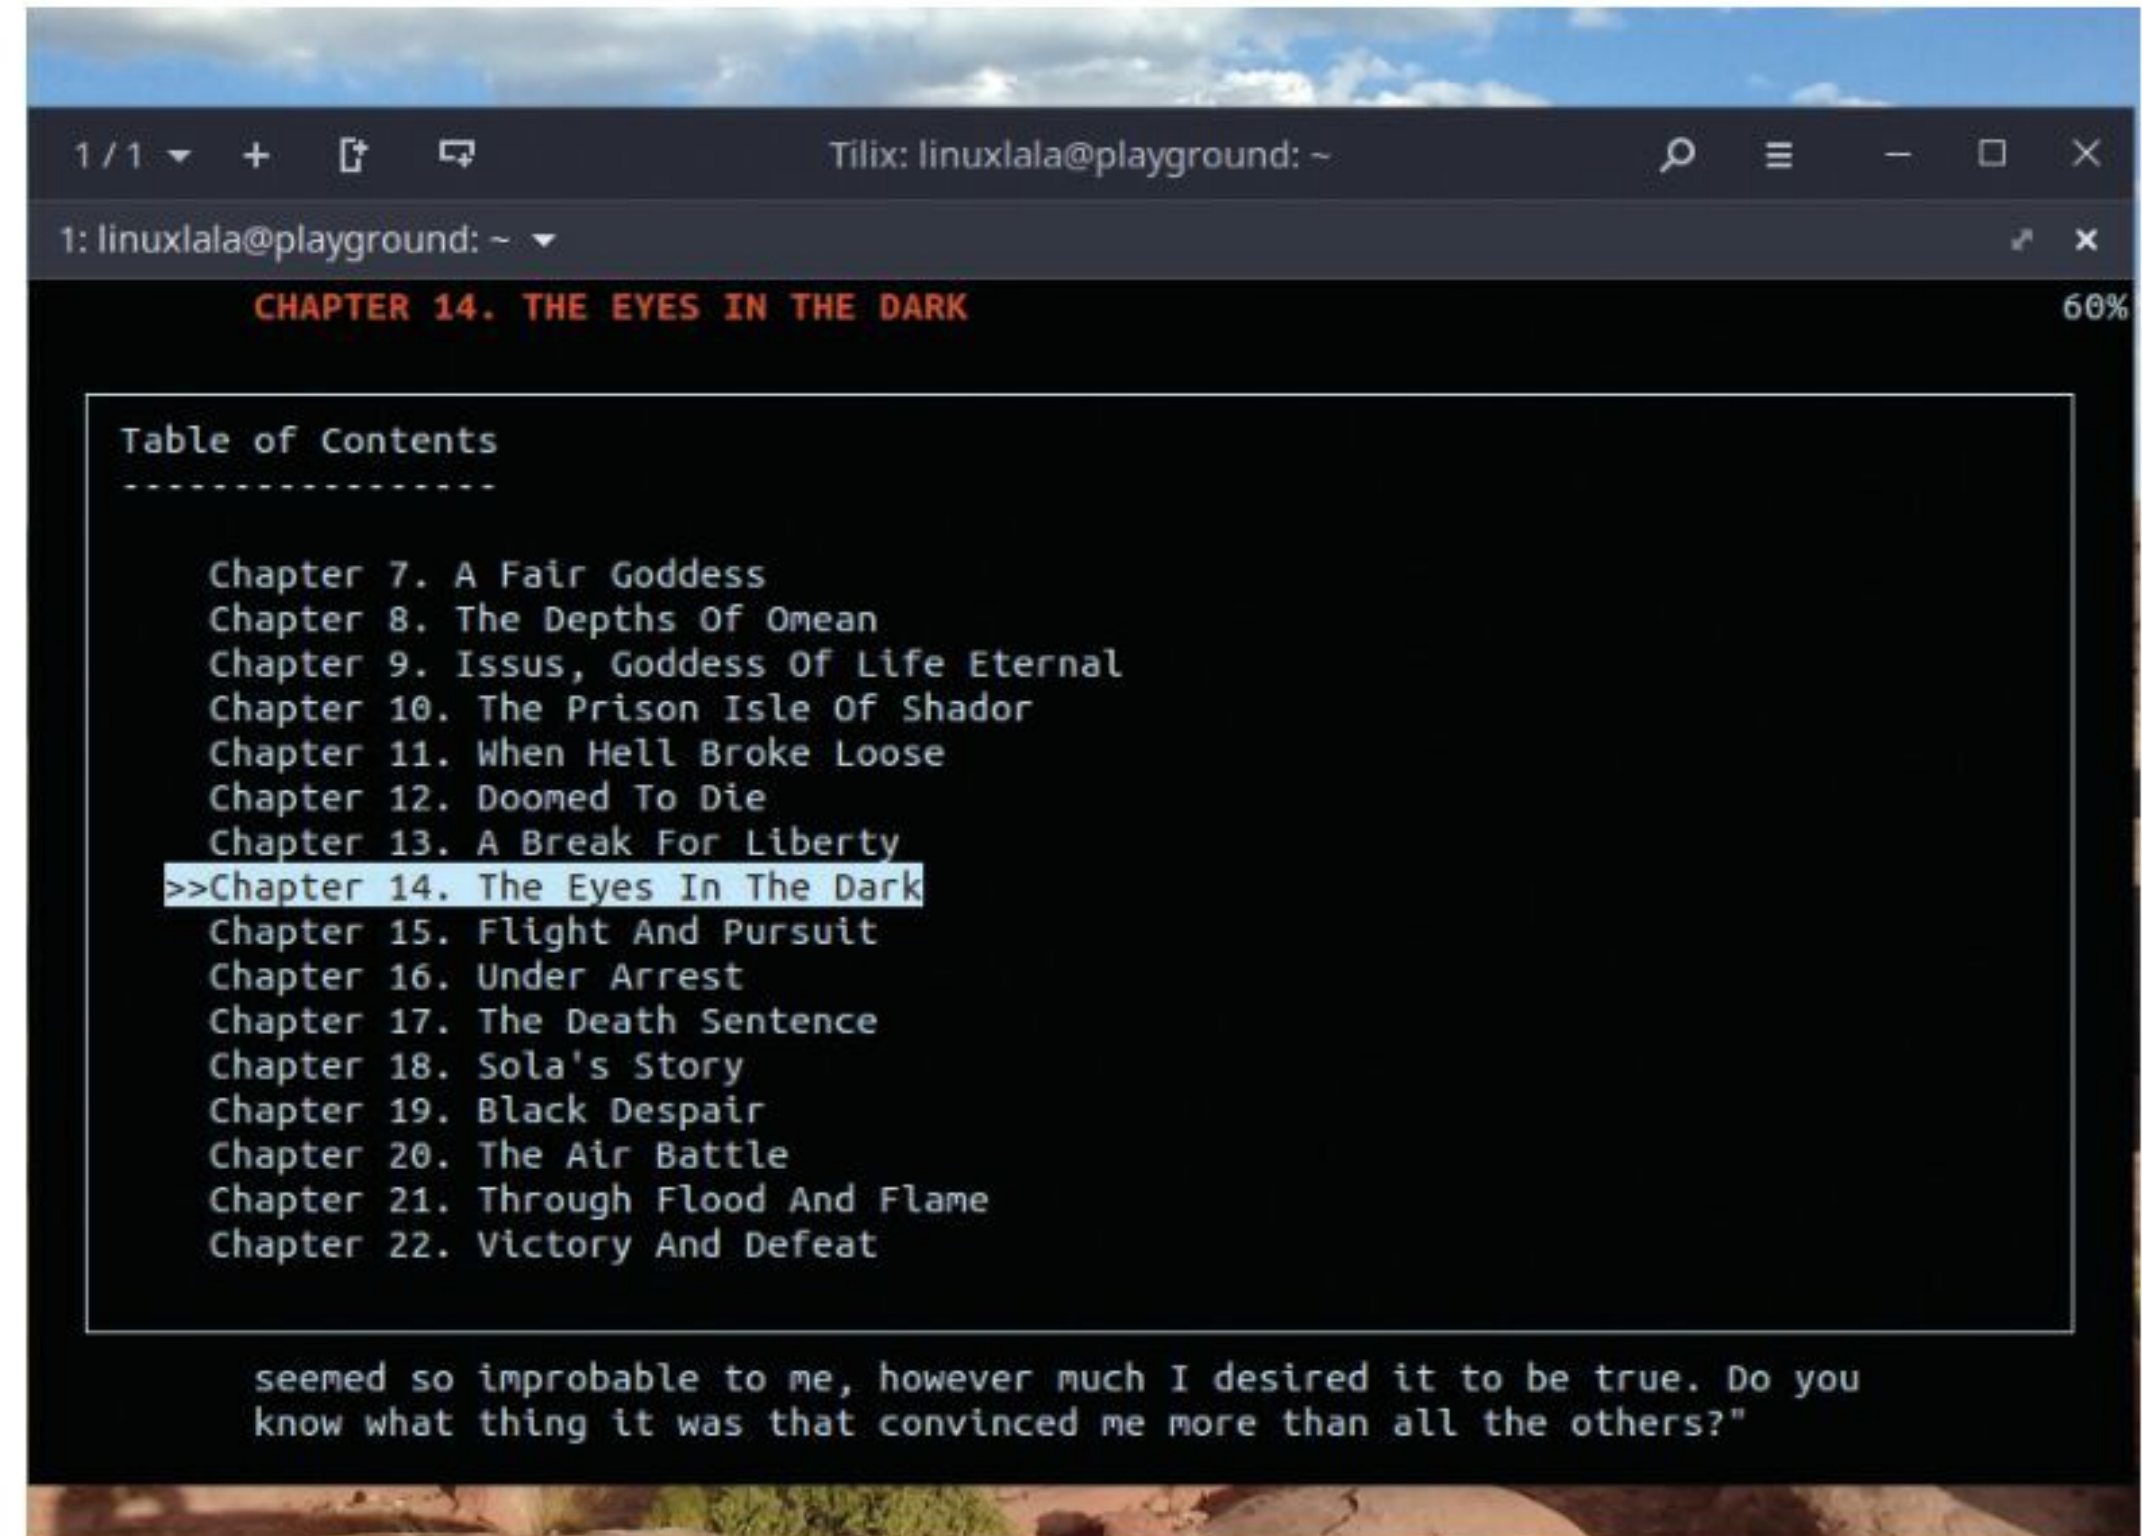 1 / 1
Tilix: linuxlala@playground: ~
1: linuxlala@playground: ~
CHAPTER 14. THE EYES IN THE DARK 60%
Table of Contents
-----------------
Chapter 7. A Fair Goddess
Chapter 8. The Depths Of Omean
Chapter 9. Issus, Goddess Of Life Eternal
Chapter 10. The Prison Isle Of Shador
Chapter 11. When Hell Broke Loose
Chapter 12. Doomed To Die
Chapter 13. A Break For Liberty
>>Chapter 14. The Eyes In The Dark
Chapter 15. Flight And Pursuit
Chapter 16. Under Arrest
Chapter 17. The Death Sentence
Chapter 18. Sola's Story
Chapter 19. Black Despair
Chapter 20. The Air Battle
Chapter 21. Through Flood And Flame
Chapter 22. Victory And Defeat
seemed so improbable to me, however much I desired it to be true. Do you
know what thing it was that convinced me more than all the others?"